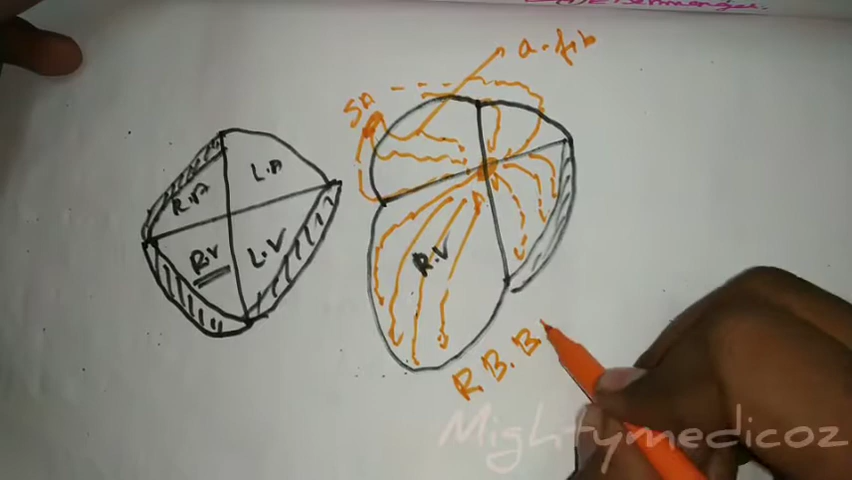 a.fib
SA
R.A
L.A
R.V
L.V
R.V
R.B.B
Mightymedicoz